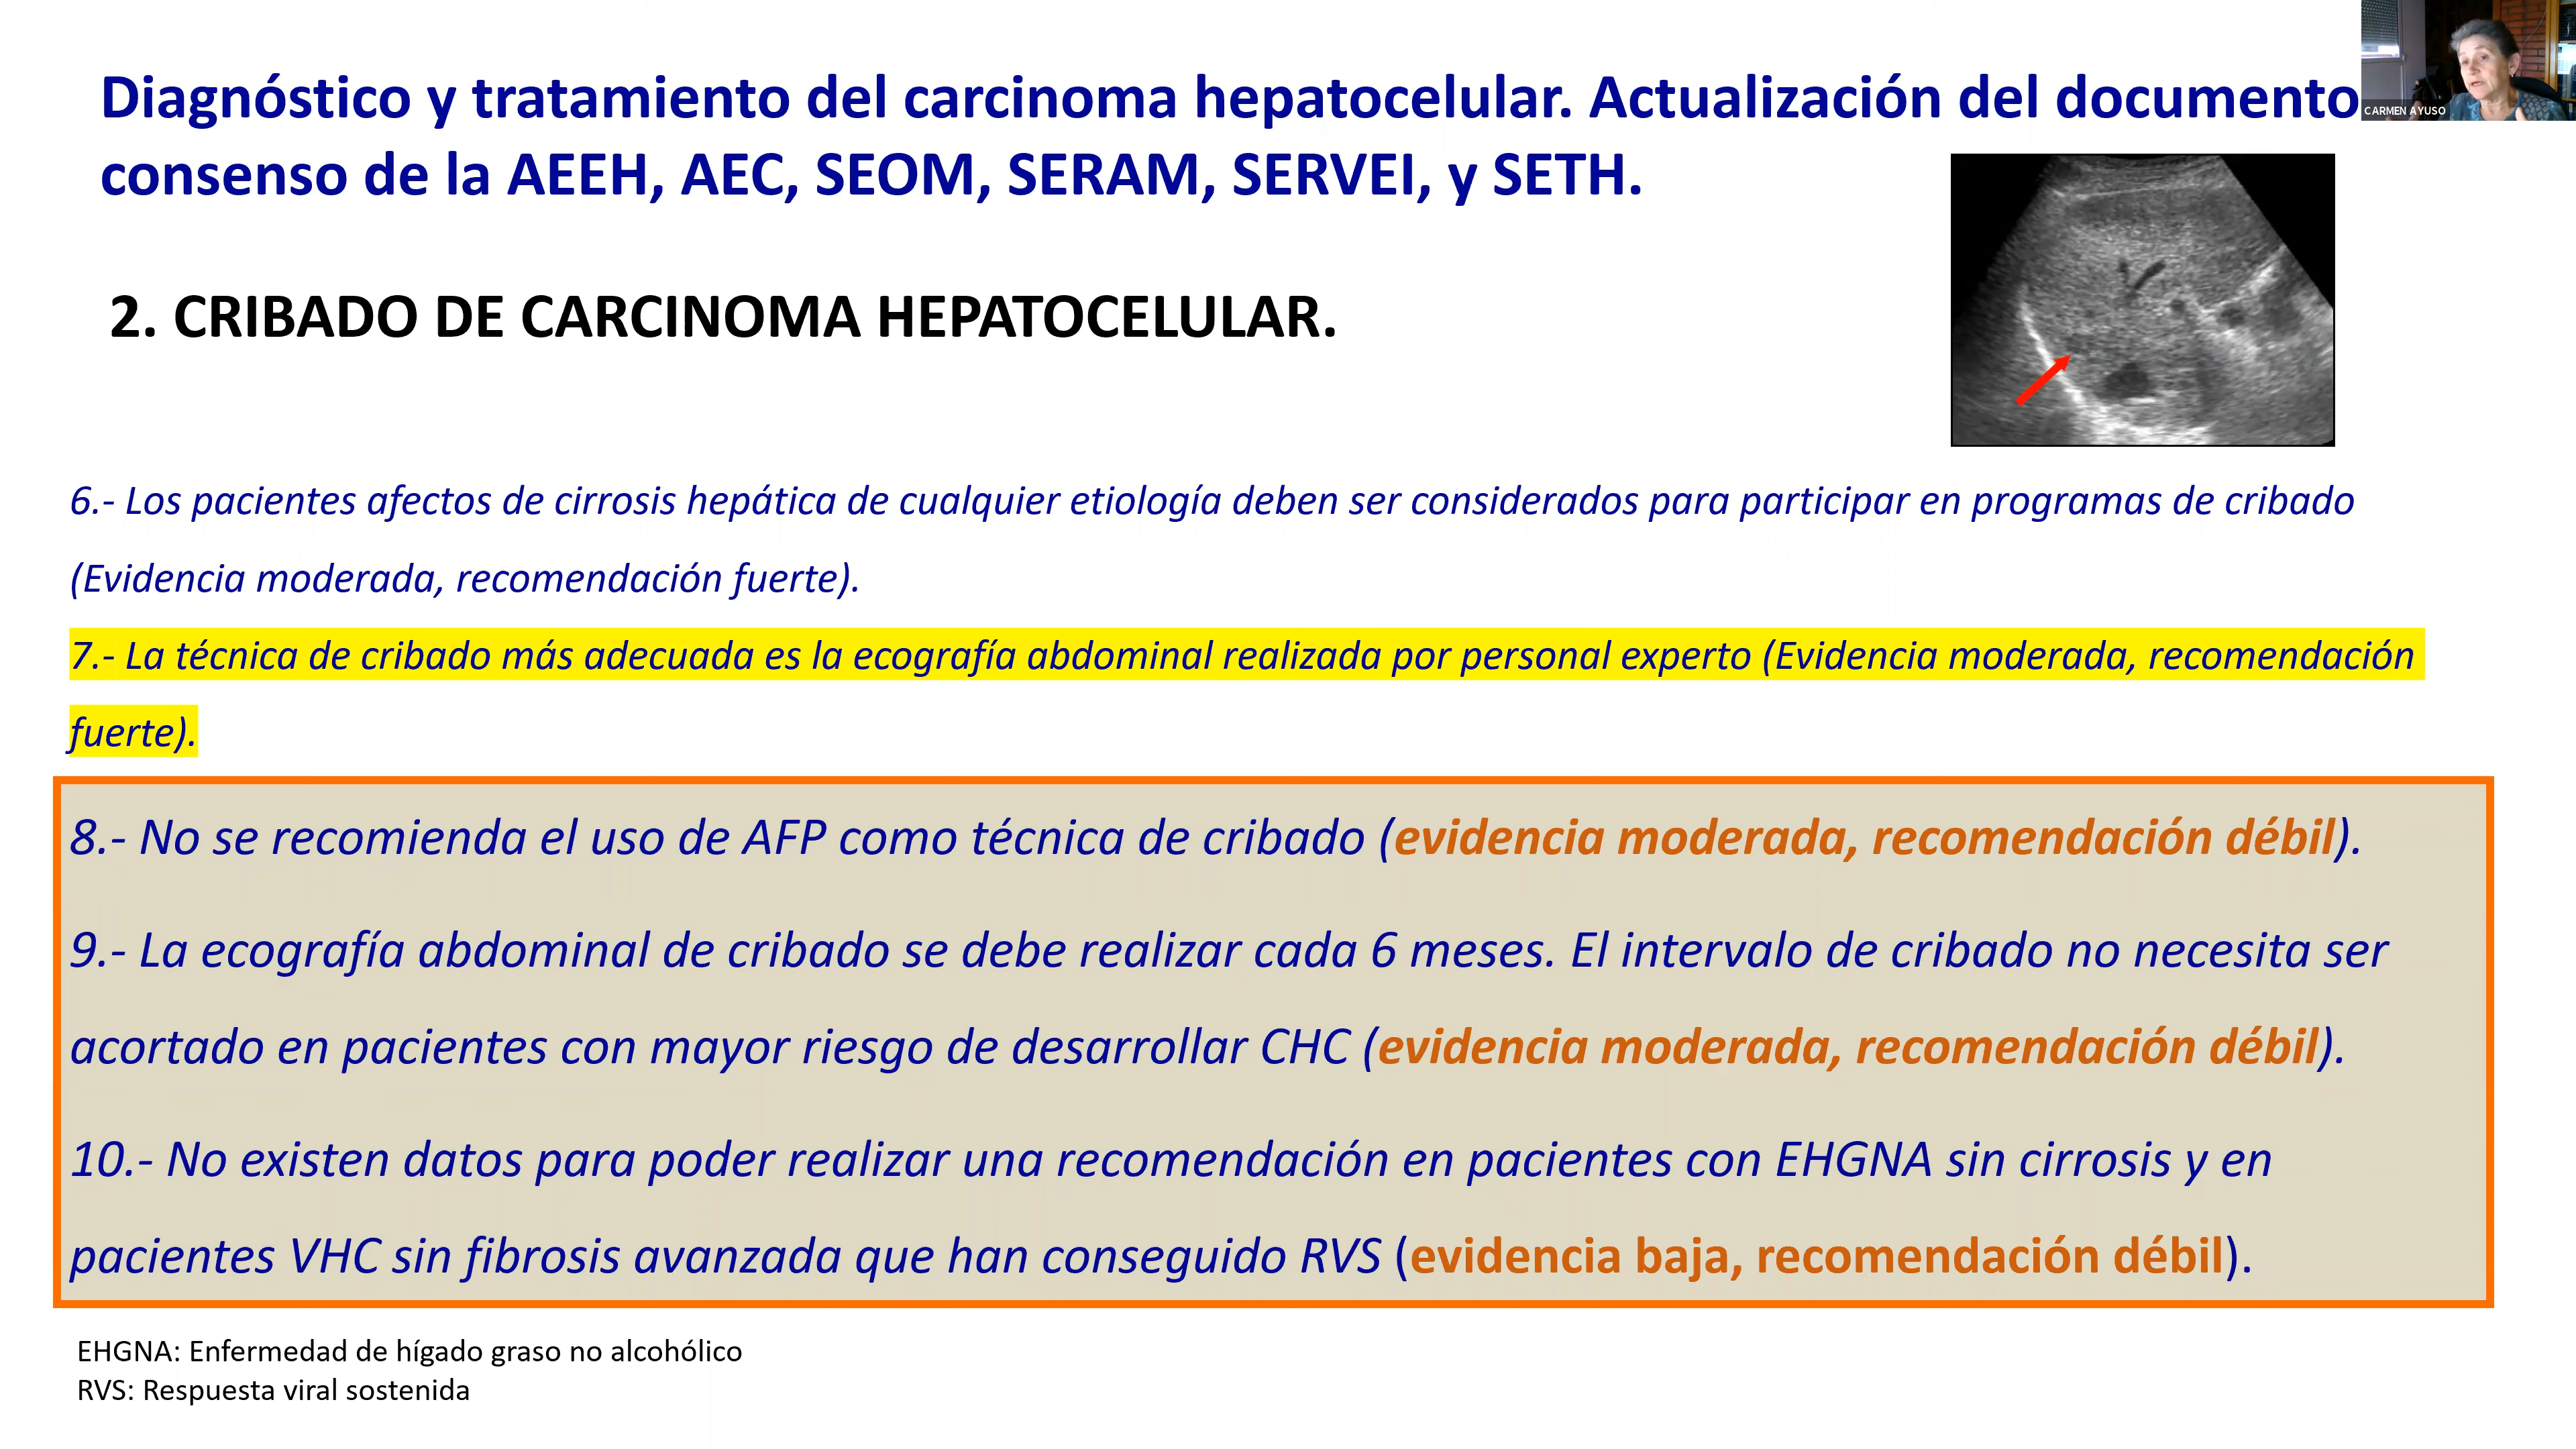 Diagnóstico y tratamiento del carcinoma hepatocelular. Actualización del documento
consenso de la AEEH, AEC, SEOM, SERAM, SERVEI, y SETH.
CARMEN AYUSO
2. CRIBADO DE CARCINOMA HEPATOCELULAR.
6.- Los pacientes afectos de cirrosis hepática de cualquier etiología deben ser considerados para participar en programas de cribado
(Evidencia moderada, recomendación fuerte).
7.- La técnica de cribado más adecuada es la ecografía abdominal realizada por personal experto (Evidencia moderada, recomendación
fuerte).
8.- No se recomienda el uso de AFP como técnica de cribado (evidencia moderada, recomendación débil).
9.- La ecografía abdominal de cribado se debe realizar cada 6 meses. El intervalo de cribado no necesita ser
acortado en pacientes con mayor riesgo de desarrollar CHC (evidencia moderada, recomendación débil).
10.- No existen datos para poder realizar una recomendación en pacientes con EHGNA sin cirrosis y en
pacientes VHC sin fibrosis avanzada que han conseguido RVS (evidencia baja, recomendación débil).
EHGNA: Enfermedad de hígado graso no alcohólico
RVS: Respuesta viral sostenida